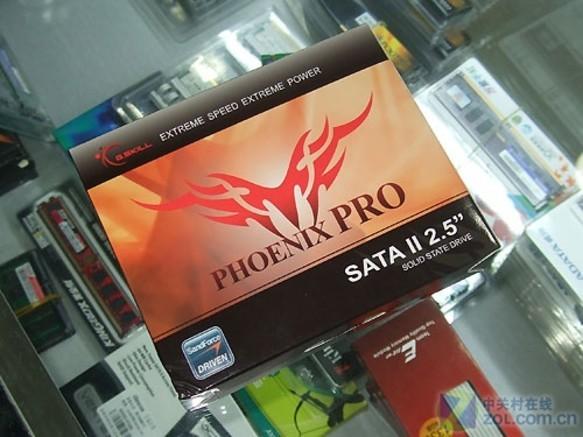 G.SKILL
EXTREME SPEED EXTREME POWER
PHOENIX PRO
SATA II 2.5"
SOLID STATE DRIVE
SandForce
DRIVEN
KINGMAX
中关村在线
zol.com.cn